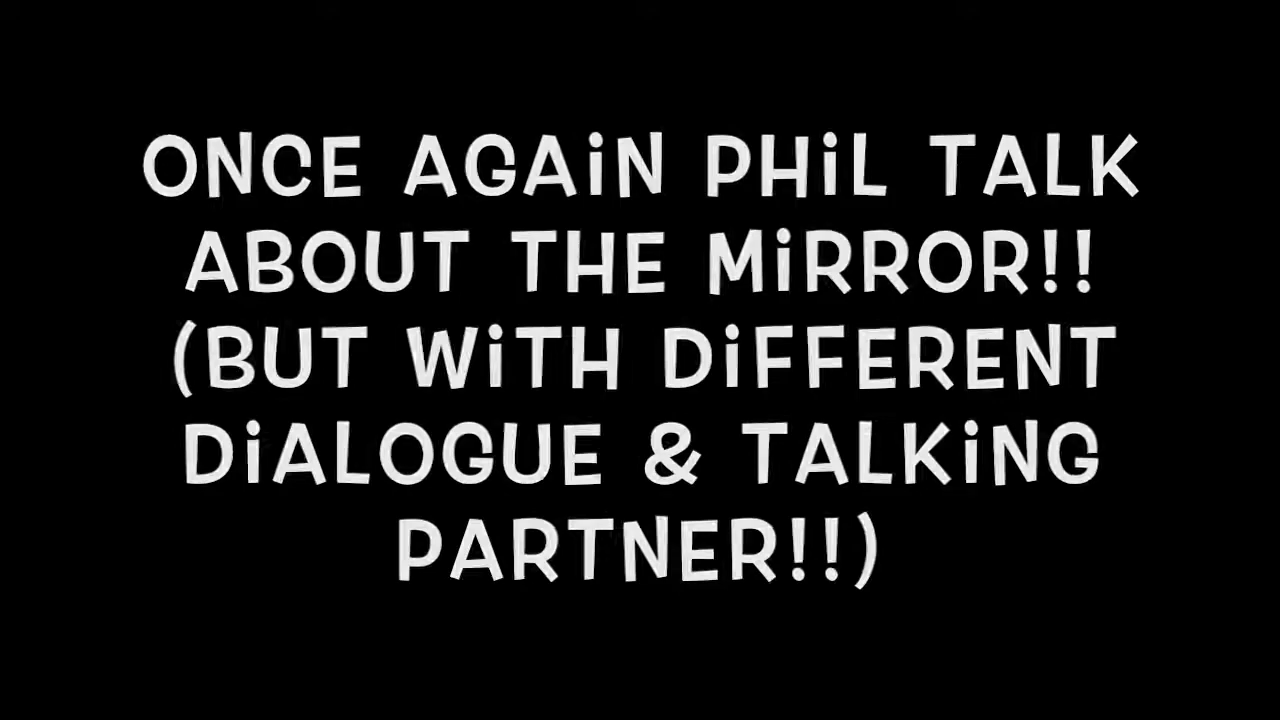 ONCE AGAiN PHiL TALK
ABOUT THE MiRROR!!
(BUT WiTH DiFFERENT
DiALOGUE & TALKiNG
PARTNER!!)